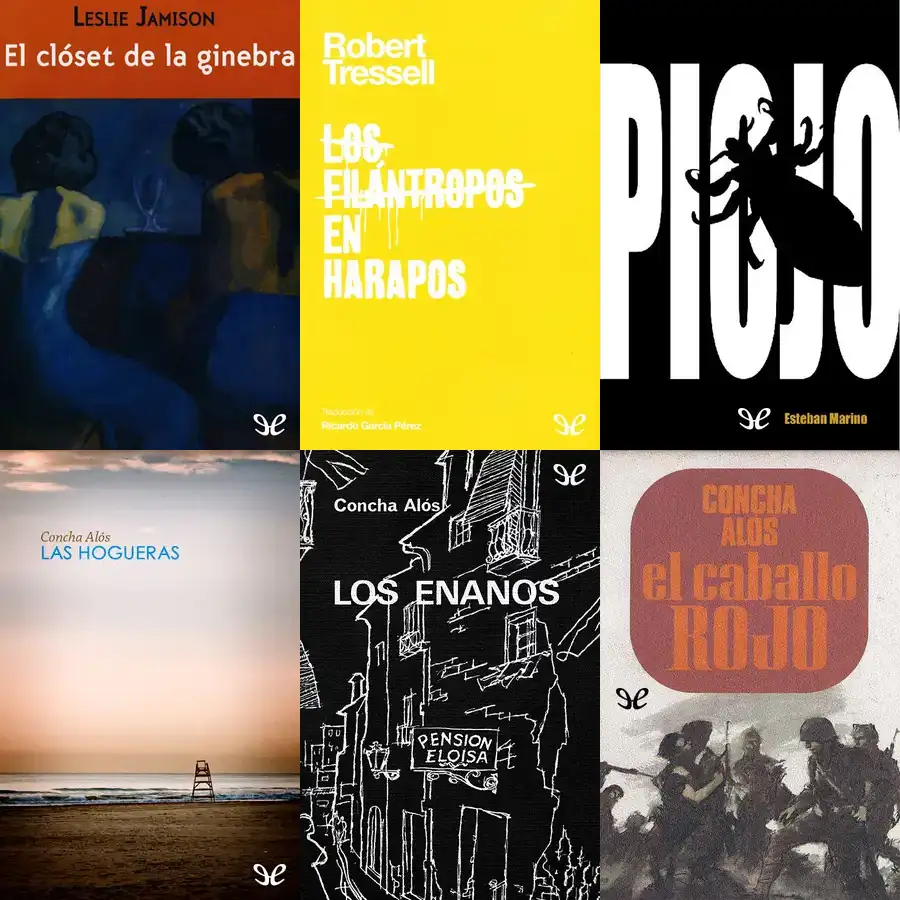 LESLIE JAMISON
El clóset de la ginebra
Robert
Tressell
LOS
FILÁNTROPOS
EN
HARAPOS
Traducción de
Ricardo García Pérez
PIOJO
Esteban Marino
Concha Alós
LAS HOGUERAS
Concha Alós
LOS ENANOS
PENSION
ELOISA
CONCHA
ALÓS
el caballo
ROJO